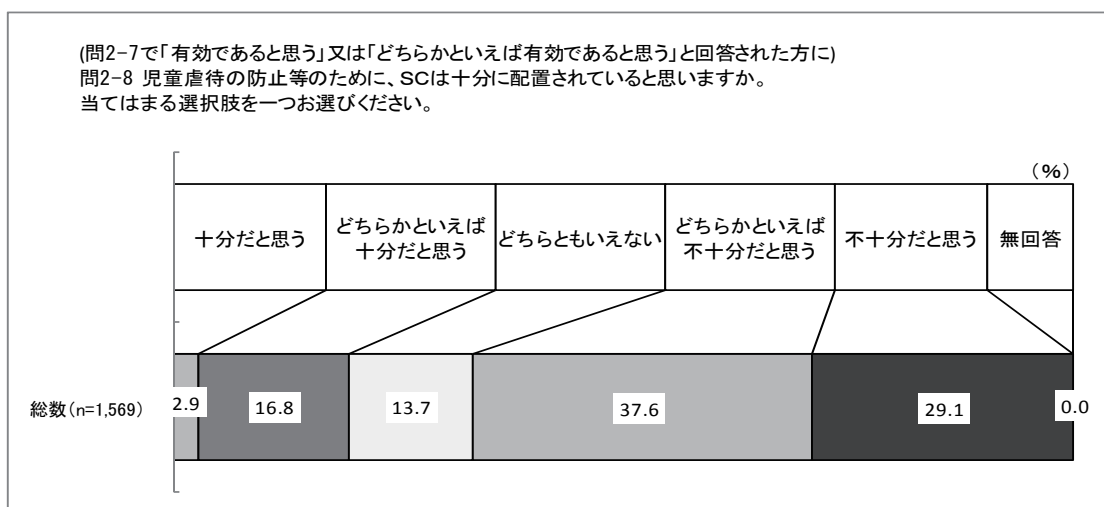 (問2-7で「有効であると思う」又は「どちらかといえば有効であると思う」と回答された方に)
問2-8 児童虐待の防止等のために、SCは十分に配置されていると思いますか。
当てはまる選択肢を一つお選びください。
(%)
十分だと思う
どちらかといえば
十分だと思う
どちらともいえない
どちらかといえば
不十分だと思う
不十分だと思う
無回答
総数(n=1,569)
2.9
16.8
13.7
37.6
29.1
0.0